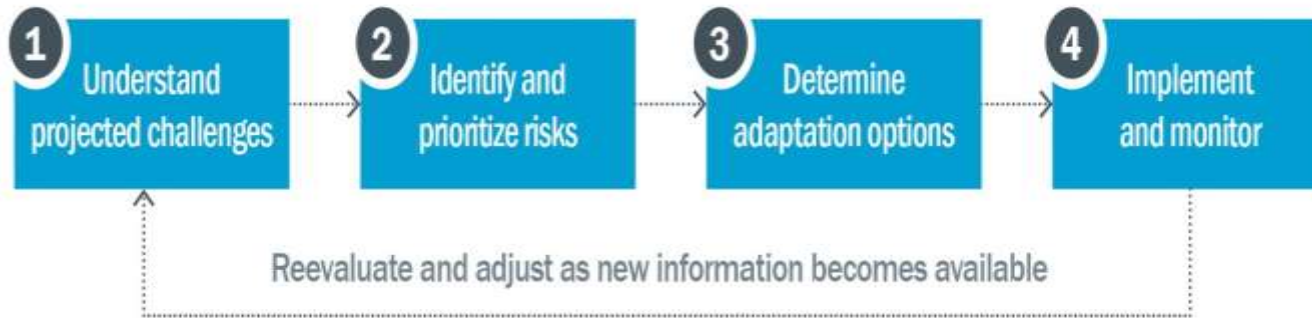 1
Understand
projected challenges
2
Identify and
prioritize risks
3
Determine
adaptation options
4
Implement
and monitor
Reevaluate and adjust as new information becomes available